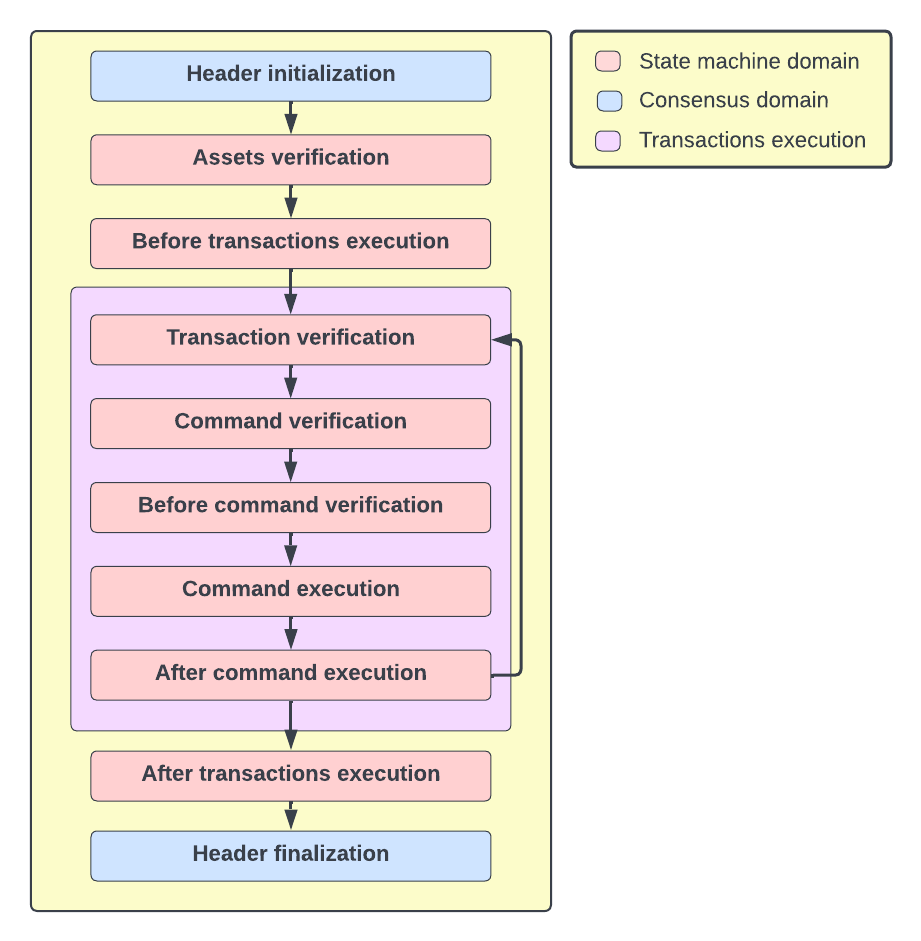 Header initialization
Assets verification
Before transactions execution
Transaction verification
Command verification
Before command verification
Command execution
After command execution
After transactions execution
Header finalization
State machine domain
Consensus domain
Transactions execution